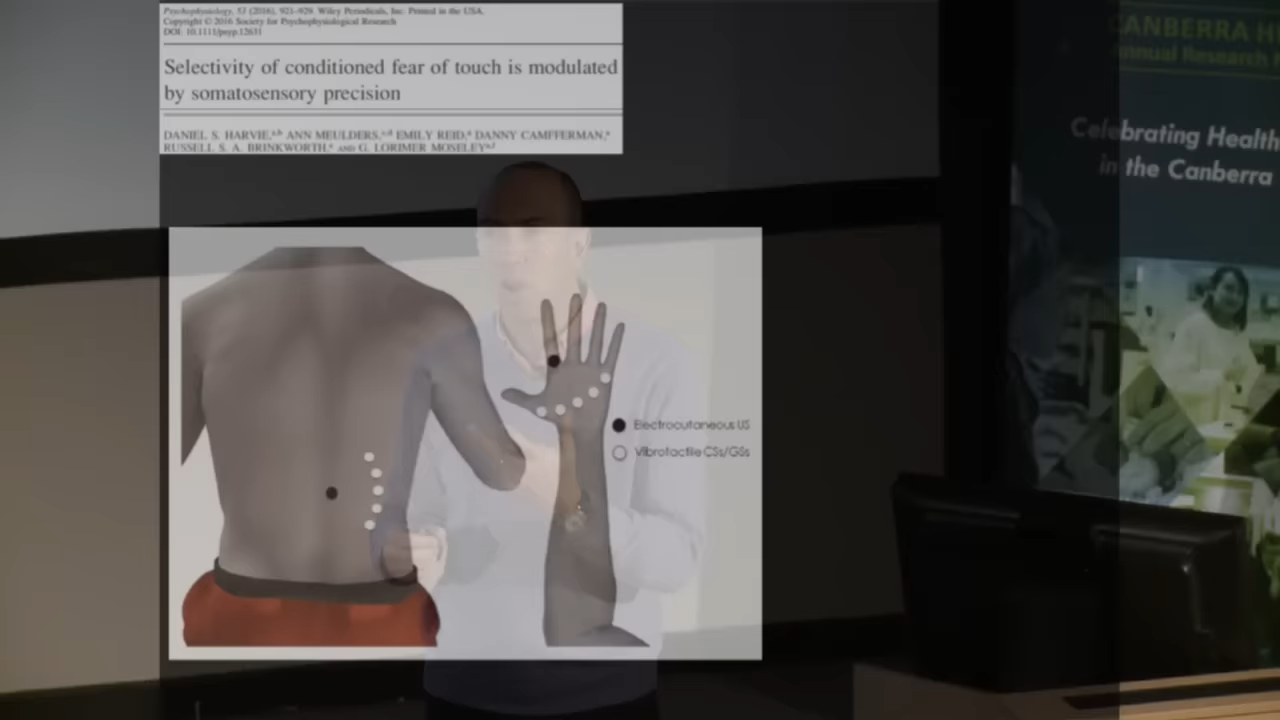 Psychophysiology, 53 (2016), 921–929. Wiley Periodicals, Inc. Printed in the USA.
Copyright © 2016 Society for Psychophysiological Research
DOI: 10.1111/psyp.12631
Selectivity of conditioned fear of touch is modulated
by somatosensory precision
DANIEL S. HARVIE, ANN MEULDERS, EMILY REID, DANNY CAMFFERMAN,
RUSSELL S. A. BRINKWORTH, AND G. LORIMER MOSELEY
Electrocutaneous US
Vibrotactile CSs/GSs
CANBERRA H
Annual Research
Celebrating Health
in the Canberra